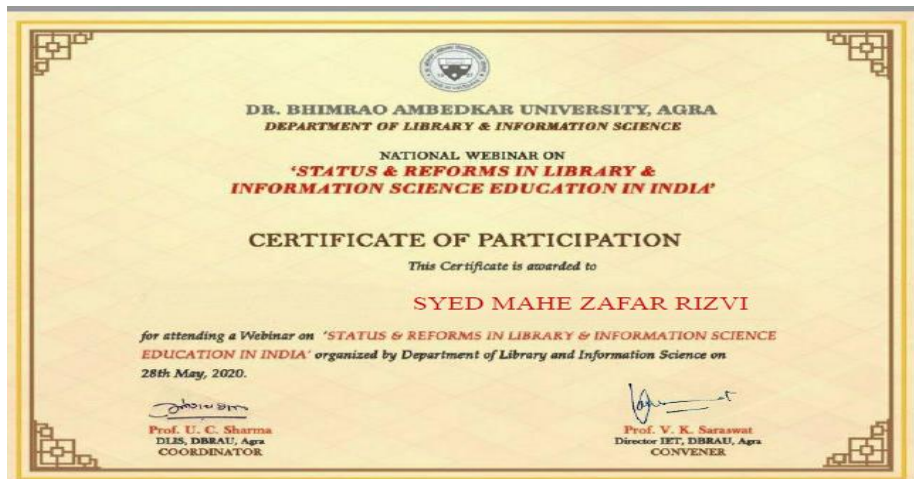 DR. BHIMRAO AMBEDKAR UNIVERSITY, AGRA
DEPARTMENT OF LIBRARY & INFORMATION SCIENCE
NATIONAL WEBINAR ON
'STATUS & REFORMS IN LIBRARY &
INFORMATION SCIENCE EDUCATION IN INDIA'
CERTIFICATE OF PARTICIPATION
This Certificate is awarded to
SYED MAHE ZAFAR RIZVI
for attending a Webinar on 'STATUS & REFORMS IN LIBRARY & INFORMATION SCIENCE
EDUCATION IN INDIA' organized by Department of Library and Information Science on
28th May, 2020.
Prof. U. C. Sharma
DLIS, DBRAU, Agra
COORDINATOR
Prof. V. K. Saraswat
Director IET, DBRAU, Agra
CONVENER